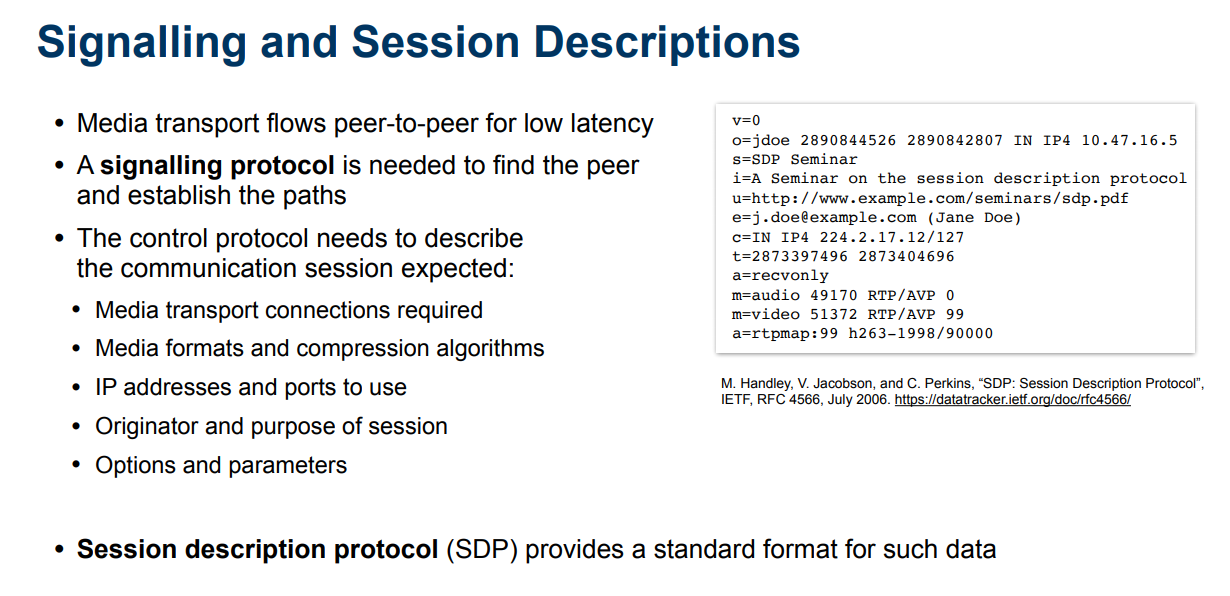 Signalling and Session Descriptions
• Media transport flows peer-to-peer for low latency
• A signalling protocol is needed to find the peer
and establish the paths
• The control protocol needs to describe
the communication session expected:
• Media transport connections required
• Media formats and compression algorithms
• IP addresses and ports to use
• Originator and purpose of session
• Options and parameters
• Session description protocol (SDP) provides a standard format for such data
v=0
o=jdoe 2890844526 2890842807 IN IP4 10.47.16.5
s=SDP Seminar
i=A Seminar on the session description protocol
u=http://www.example.com/seminars/sdp.pdf
e=j.doe@example.com (Jane Doe)
c=IN IP4 224.2.17.12/127
t=2873397496 2873404696
a=recvonly
m=audio 49170 RTP/AVP 0
m=video 51372 RTP/AVP 99
a=rtpmap:99 h263-1998/90000
M. Handley, V. Jacobson, and C. Perkins, “SDP: Session Description Protocol”,
IETF, RFC 4566, July 2006. https://datatracker.ietf.org/doc/rfc4566/